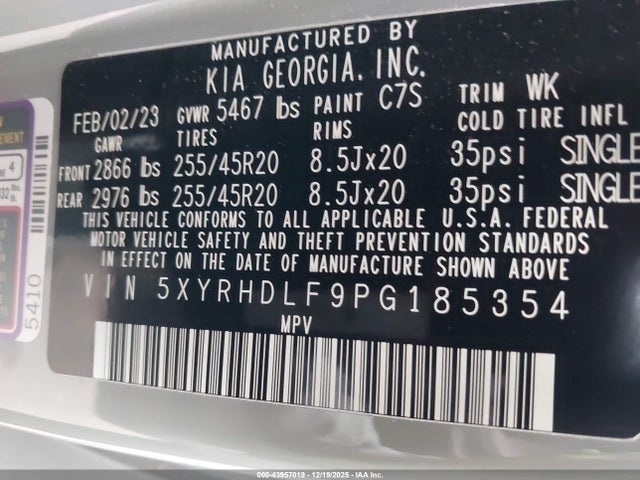 MANUFACTURED BY
KIA GEORGIA, INC.
FEB/02/23 GVWR 5467 lbs PAINT C7S TRIM WK
GAWR TIRES RIMS COLD TIRE INFL
FRONT 2866 lbs 255/45R20 8.5Jx20 35psi SINGLE
REAR 2976 lbs 255/45R20 8.5Jx20 35psi SINGLE
THIS VEHICLE CONFORMS TO ALL APPLICABLE U.S.A. FEDERAL
MOTOR VEHICLE SAFETY AND THEFT PREVENTION STANDARDS
IN EFFECT ON THE DATE OF MANUFACTURE SHOWN ABOVE
VIN 5XYRHDLF9PG185354
MPV
5410
000-43957019 - 12/19/2025 - IAA Inc.